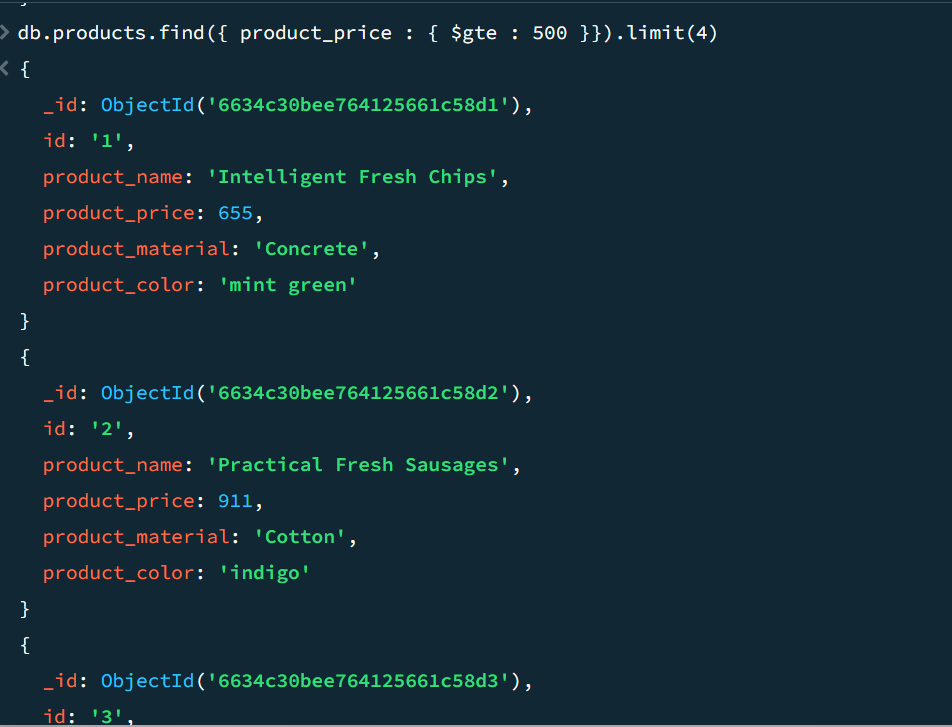 db.products.find({ product_price : { $gte : 500 }}).limit(4)
{
_id: ObjectId('6634c30bee764125661c58d1'),
id: '1',
product_name: 'Intelligent Fresh Chips',
product_price: 655,
product_material: 'Concrete',
product_color: 'mint green'
}
{
_id: ObjectId('6634c30bee764125661c58d2'),
id: '2',
product_name: 'Practical Fresh Sausages',
product_price: 911,
product_material: 'Cotton',
product_color: 'indigo'
}
{
_id: ObjectId('6634c30bee764125661c58d3'),
id: '3',